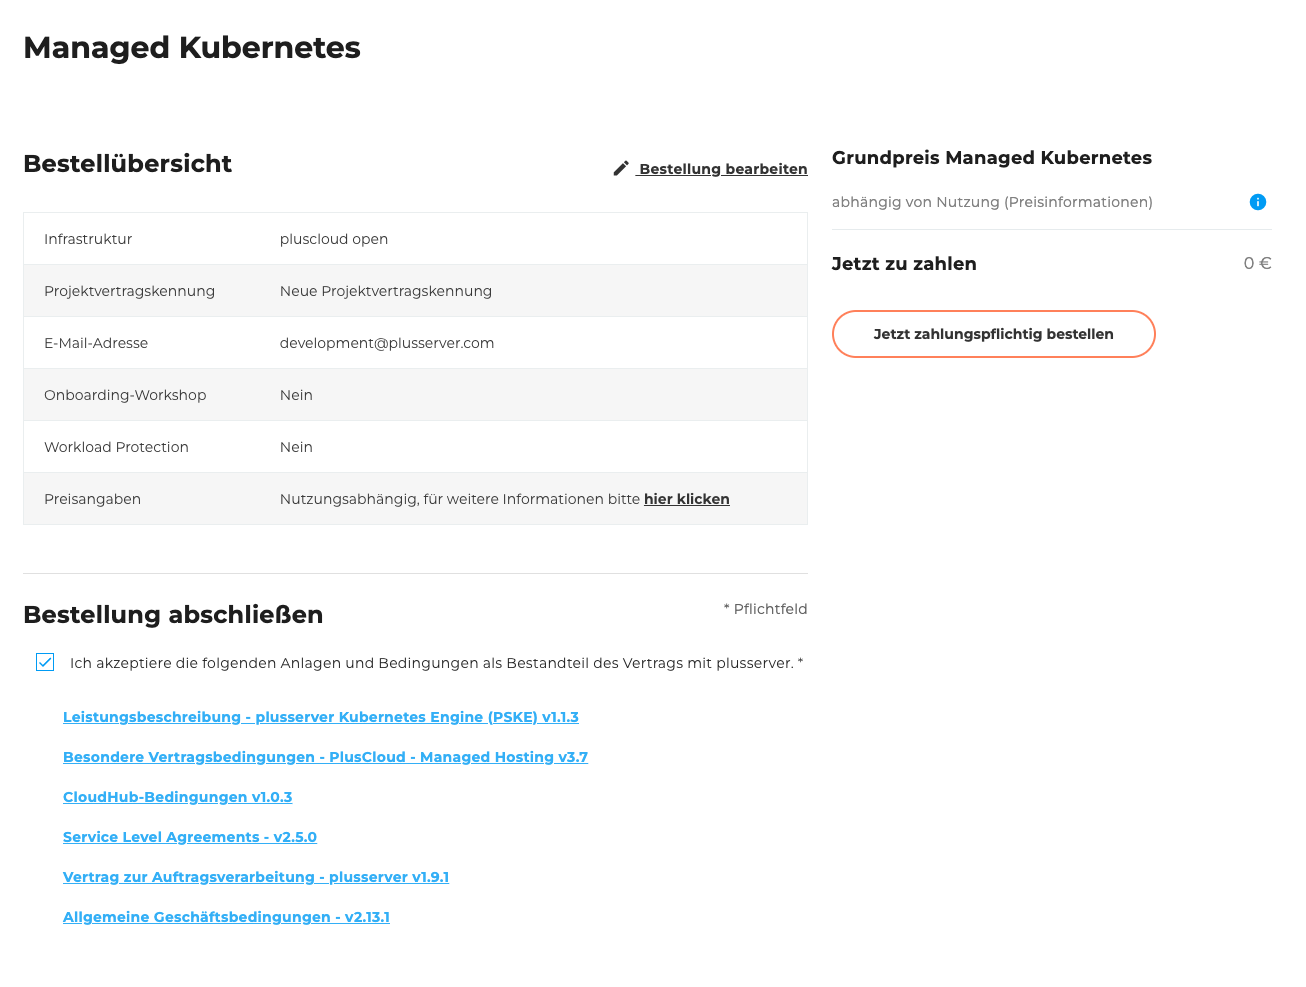 Managed Kubernetes
Bestellübersicht
Bestellung bearbeiten
Infrastruktur pluscloud open
Projektvertragskennung Neue Projektvertragskennung
E-Mail-Adresse development@plusserver.com
Onboarding-Workshop Nein
Workload Protection Nein
Preisangaben Nutzungsabhängig, für weitere Informationen bitte hier klicken
Bestellung abschließen
* Pflichtfeld
Ich akzeptiere die folgenden Anlagen und Bedingungen als Bestandteil des Vertrags mit plusserver. *
Leistungsbeschreibung - plusserver Kubernetes Engine (PSKE) v1.1.3
Besondere Vertragsbedingungen - PlusCloud - Managed Hosting v3.7
CloudHub-Bedingungen v1.0.3
Service Level Agreements - v2.5.0
Vertrag zur Auftragsverarbeitung - plusserver v1.9.1
Allgemeine Geschäftsbedingungen - v2.13.1
Grundpreis Managed Kubernetes
abhängig von Nutzung (Preisinformationen)
Jetzt zu zahlen 0 €
Jetzt zahlungspflichtig bestellen